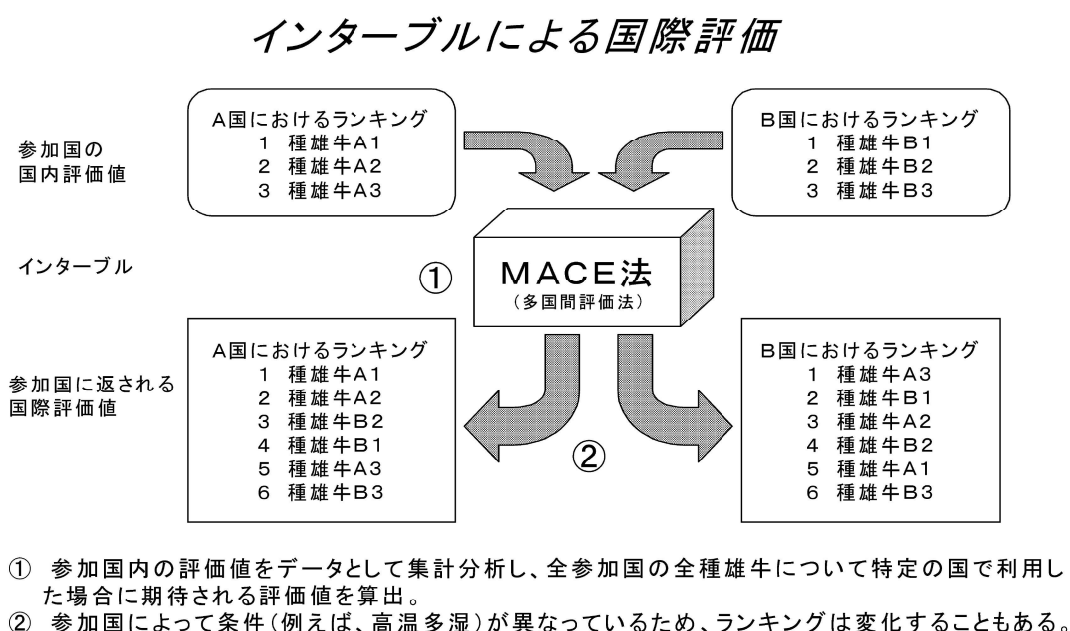 インターブルによる国際評価
参加国の
国内評価値
A国におけるランキング
1 種雄牛A1
2 種雄牛A2
3 種雄牛A3
B国におけるランキング
1 種雄牛B1
2 種雄牛B2
3 種雄牛B3
インターブル
①
MACE法
(多国間評価法)
参加国に返される
国際評価値
A国におけるランキング
1 種雄牛A1
2 種雄牛A2
3 種雄牛B2
4 種雄牛B1
5 種雄牛A3
6 種雄牛B3
②
B国におけるランキング
1 種雄牛A3
2 種雄牛B1
3 種雄牛A2
4 種雄牛B2
5 種雄牛A1
6 種雄牛B3
① 参加国内の評価値をデータとして集計分析し、全参加国の全種雄牛について特定の国で利用し
た場合に期待される評価値を算出。
② 参加国によって条件(例えば、高温多湿)が異なっているため、ランキングは変化することもある。